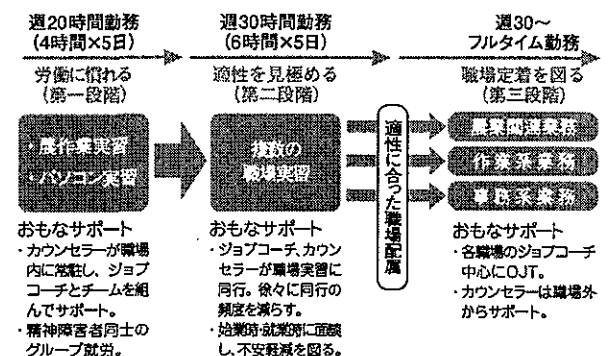 週20時間勤務
(4時間×5日)
労働に慣れる
(第一段階)
・農作業実習
・パソコン実習
おもなサポート
・カウンセラーが職場
内に常駐し、ジョブ
コーチとチームを組
んでサポート。
・精神障害者同士の
グループ就労。
週30時間勤務
(6時間×5日)
適性を見極める
(第二段階)
複数の
職場実習
おもなサポート
・ジョブコーチ、カウン
セラーが職場実習に
同行。徐々に同行の
頻度を減らす。
・始業時・就業時に面談
し、不安軽減を図る。
適性に合った職場配属
週30～
フルタイム勤務
職場定着を図る
(第三段階)
農業関連業務
作業系業務
事務系業務
おもなサポート
・各職場のジョブコーチ
中心にOJT。
・カウンセラーは職場外
からサポート。